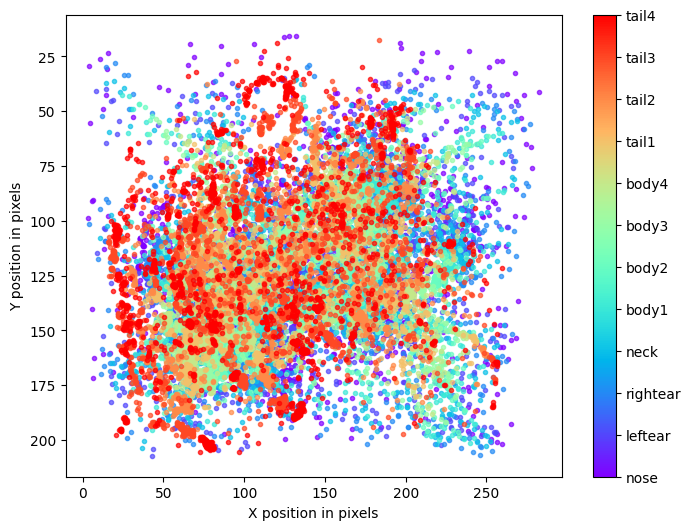 25
50
75
100
125
150
175
200
Y position in pixels
0
50
100
150
200
250
X position in pixels
tail4
tail3
tail2
tail1
body4
body3
body2
body1
neck
rightear
leftear
nose